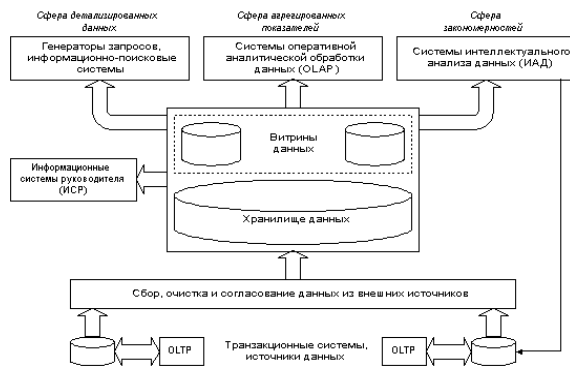 Сфера детализированных
данных
Сфера агрегированных
показателей
Сфера
закономерностей
Генераторы запросов,
информационно-поисковые
системы
Системы оперативной
аналитической обработки
данных (OLAP)
Системы интеллектуального
анализа данных (ИАД)
Витрины
данных
Информационные
системы руководителя
(ИСР)
Хранилище данных
Сбор, очистка и согласование данных из внешних источников
OLTP
Транзакционные системы,
источники данных
OLTP